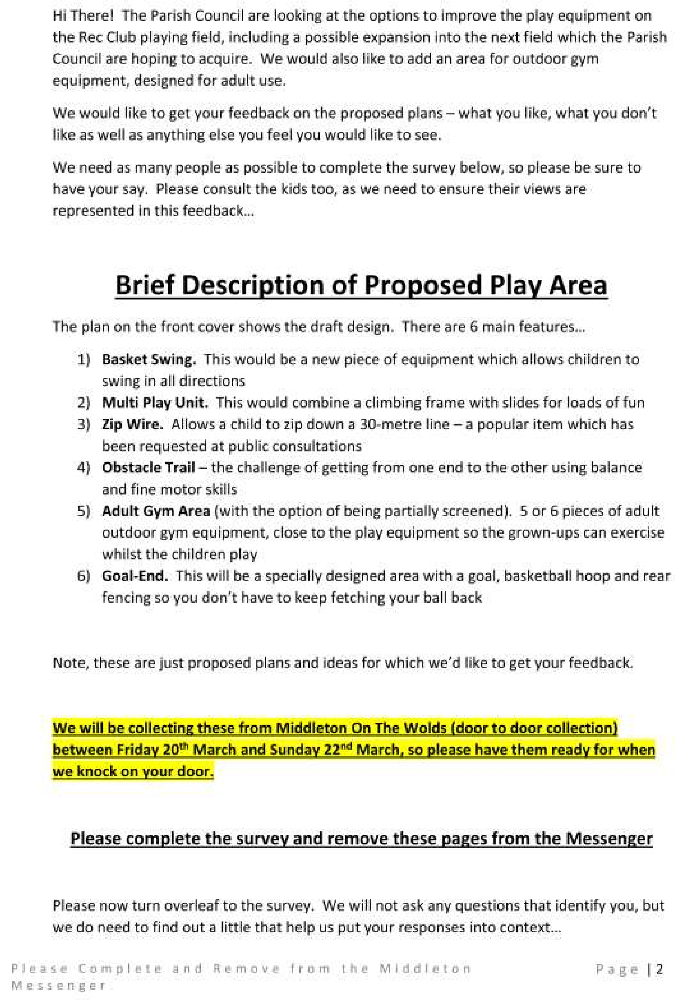 Hi There!  The Parish Council are looking at the options to improve the play equipment on
the Rec Club playing field, including a possible expansion into the next field which the Parish
Council are hoping to acquire.  We would also like to add an area for outdoor gym
equipment, designed for adult use.
We would like to get your feedback on the proposed plans – what you like, what you don't
like as well as anything else you feel you would like to see.
We need as many people as possible to complete the survey below, so please be sure to
have your say.  Please consult the kids too, as we need to ensure their views are
represented in this feedback...
Brief Description of Proposed Play Area
The plan on the front cover shows the draft design.  There are 6 main features...
1) Basket Swing.  This would be a new piece of equipment which allows children to
swing in all directions
2) Multi Play Unit.  This would combine a climbing frame with slides for loads of fun
3) Zip Wire.  Allows a child to zip down a 30-metre line – a popular item which has
been requested at public consultations
4) Obstacle Trail – the challenge of getting from one end to the other using balance
and fine motor skills
5) Adult Gym Area (with the option of being partially screened).  5 or 6 pieces of adult
outdoor gym equipment, close to the play equipment so the grown-ups can exercise
whilst the children play
6) Goal-End.  This will be a specially designed area with a goal, basketball hoop and rear
fencing so you don't have to keep fetching your ball back
Note, these are just proposed plans and ideas for which we'd like to get your feedback.
We will be collecting these from Middleton On The Wolds (door to door collection)
between Friday 20th March and Sunday 22nd March, so please have them ready for when
we knock on your door.
Please complete the survey and remove these pages from the Messenger
Please now turn overleaf to the survey.  We will not ask any questions that identify you, but
we do need to find out a little that help us put your responses into context...
Please Complete and Remove from the Middleton Page | 2
Messenger